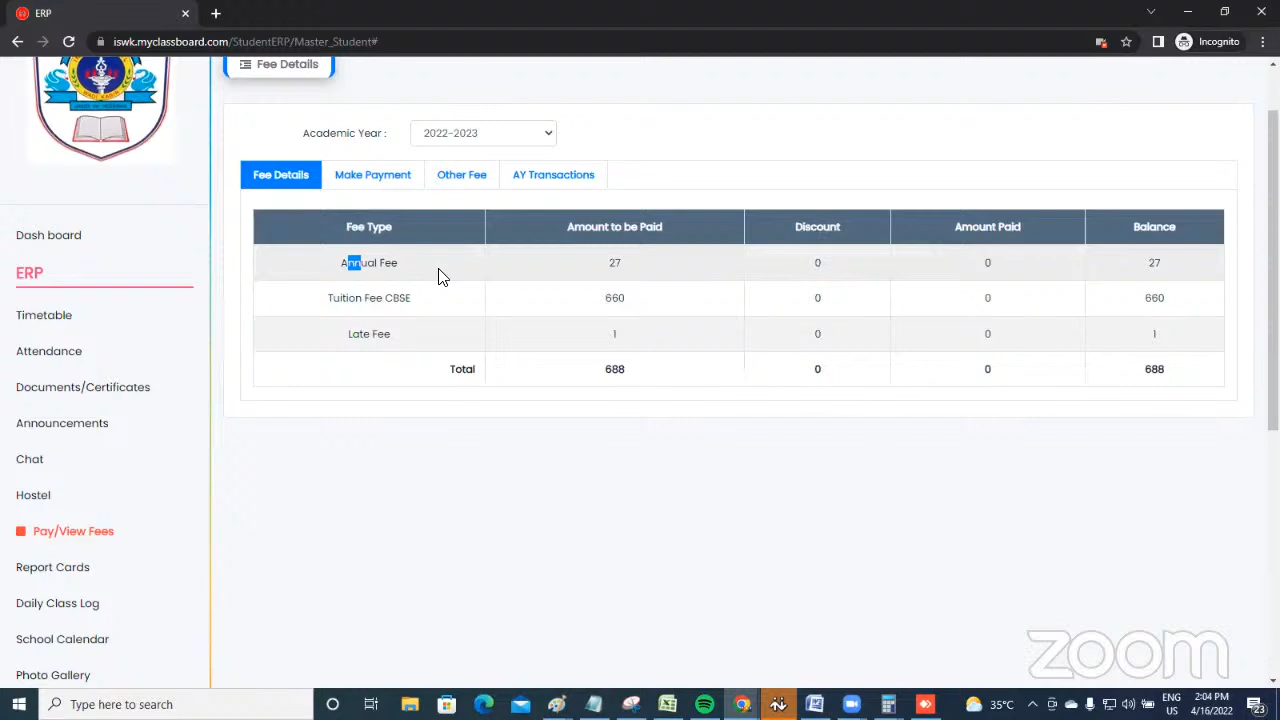 ERP
iswk.myclassboard.com/StudentERP/Master_Student#
Incognito
Fee Details
Academic Year :
2022-2023
Fee Details
Make Payment
Other Fee
AY Transactions
Fee Type Amount to be Paid Discount Amount Paid Balance
Annual Fee 27 0 0 27
Tuition Fee CBSE 660 0 0 660
Late Fee 1 0 0 1
Total 688 0 0 688
Dash board
ERP
Timetable
Attendance
Documents/Certificates
Announcements
Chat
Hostel
Pay/View Fees
Report Cards
Daily Class Log
School Calendar
Photo Gallery
zoom
Type here to search
35°C
ENG
US
2:04 PM
4/16/2022
23